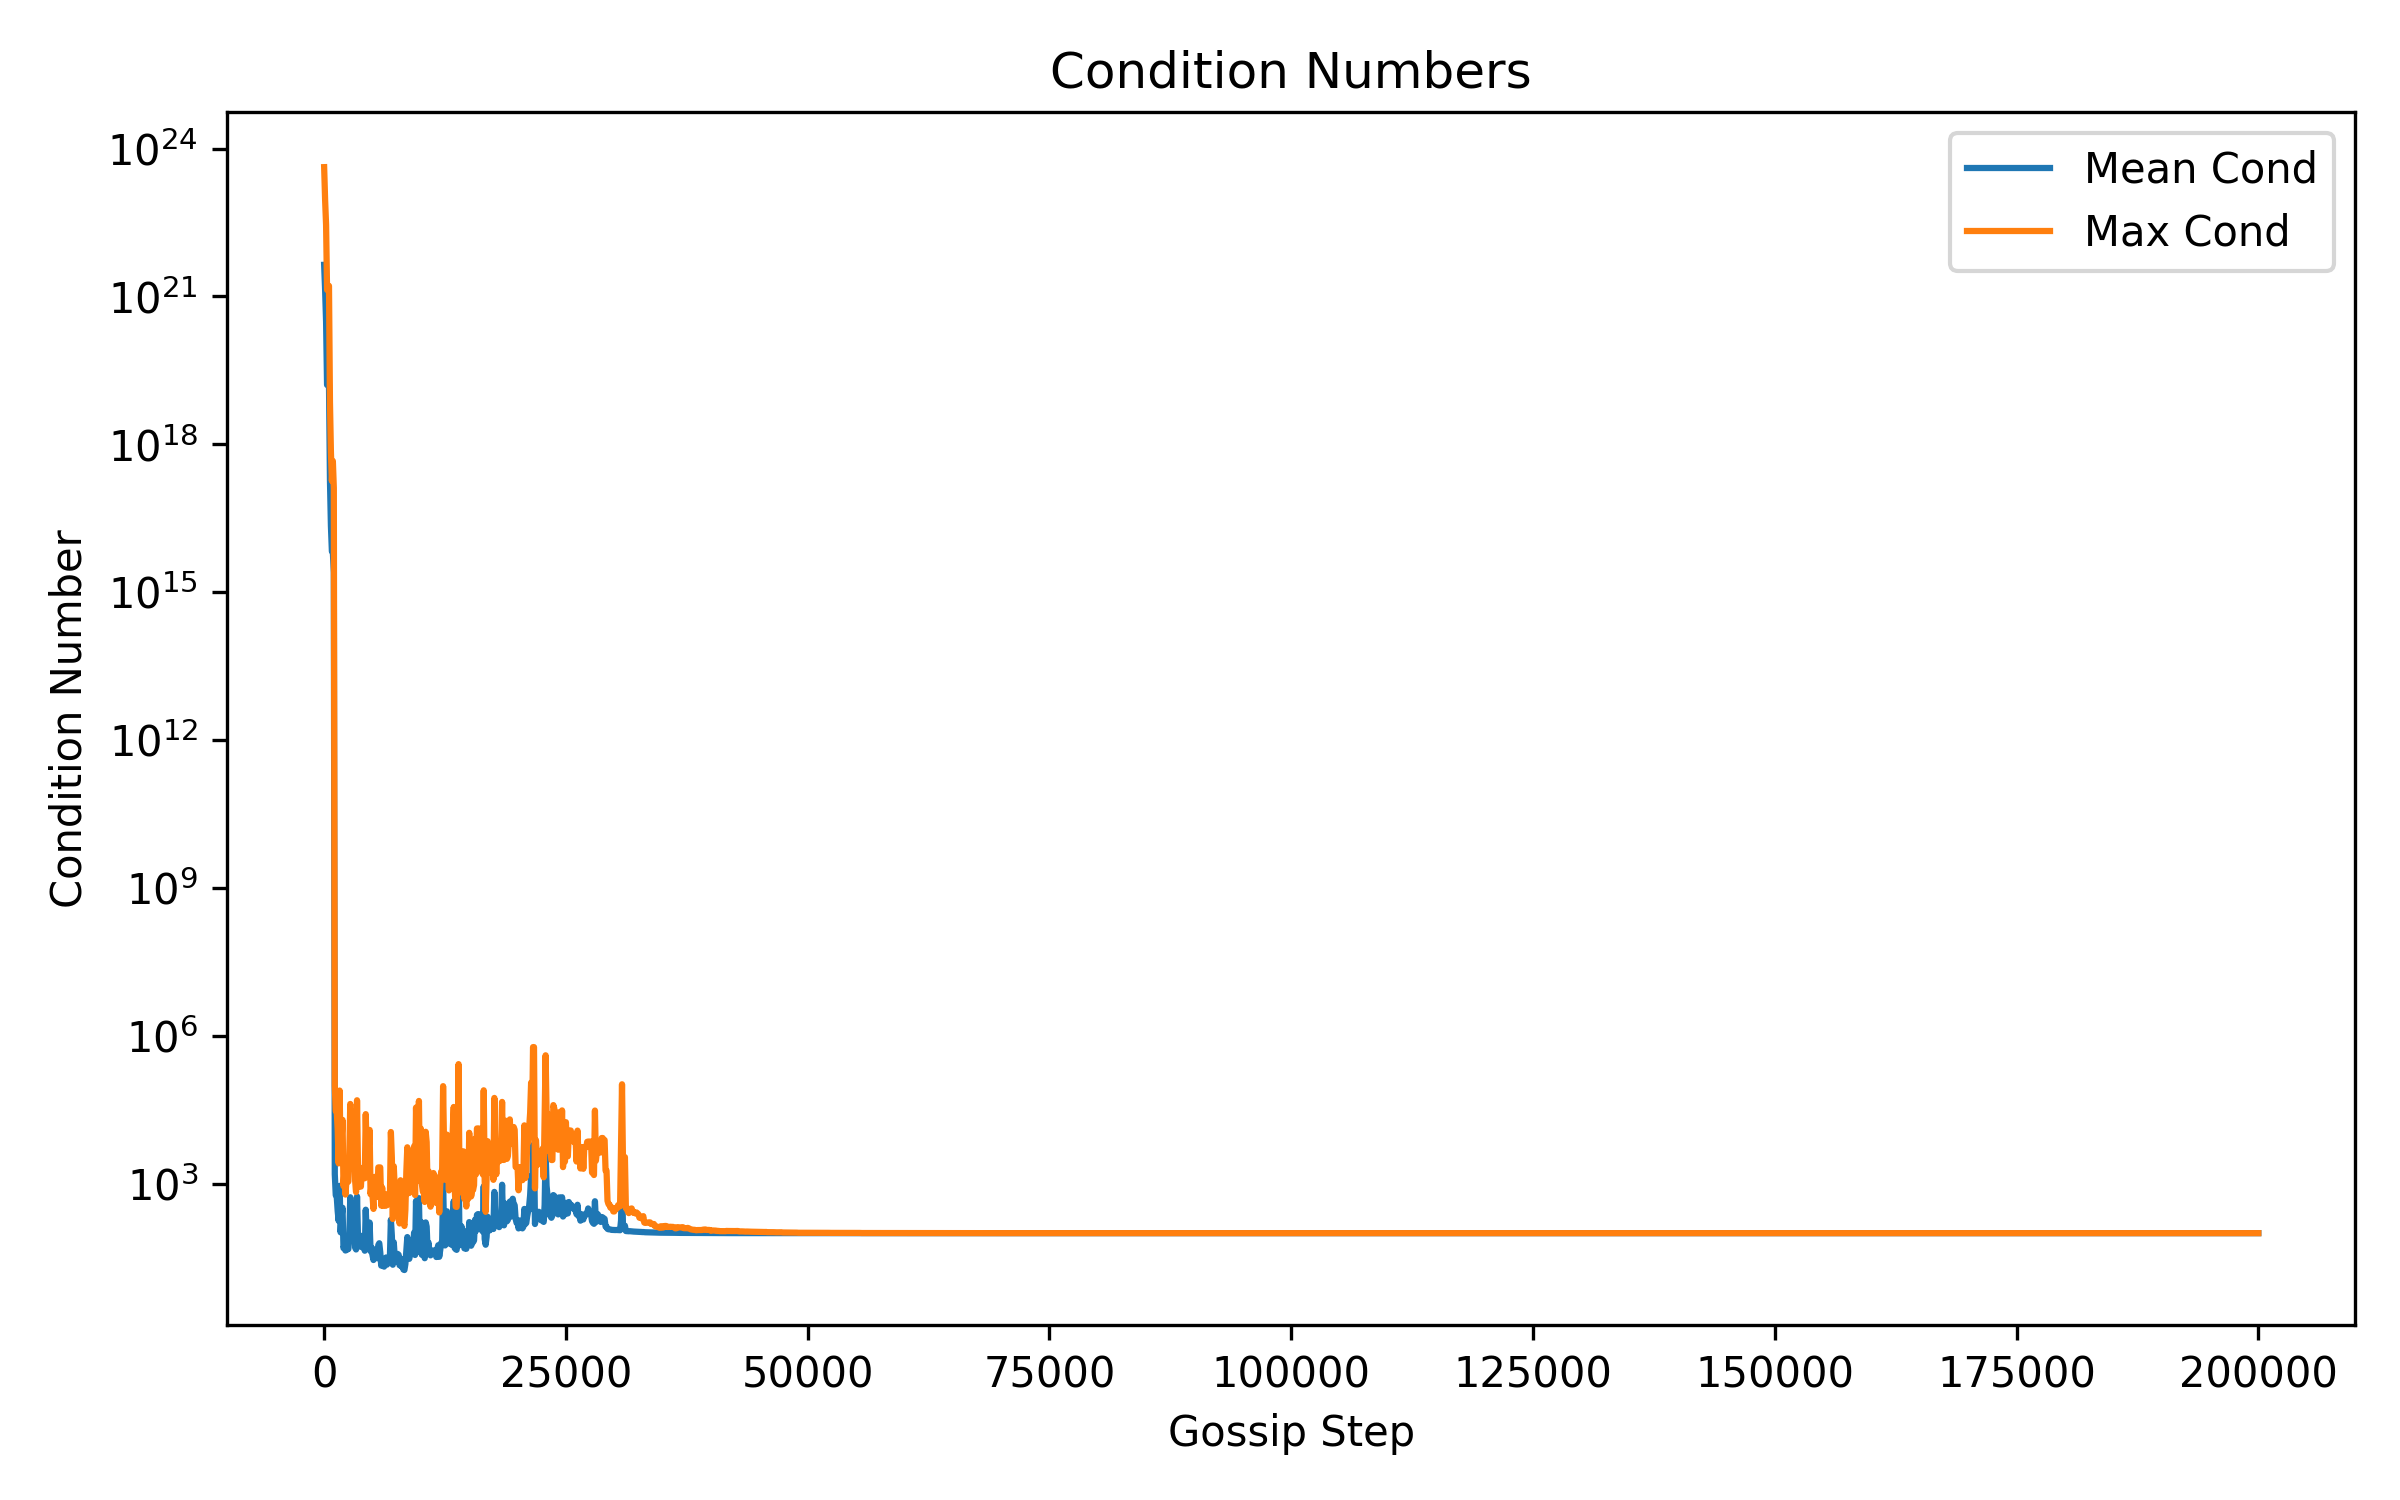 Condition Numbers
Mean Cond
Max Cond
Condition Number
10^24
10^21
10^18
10^15
10^12
10^9
10^6
10^3
0 25000 50000 75000 100000 125000 150000 175000 200000
Gossip Step